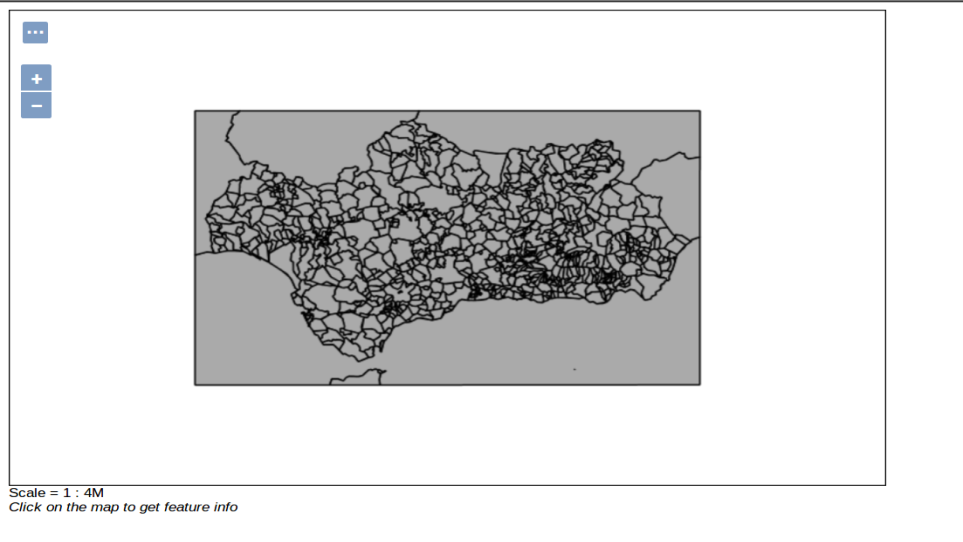 ...
+
−
Scale = 1 : 4M
Click on the map to get feature info